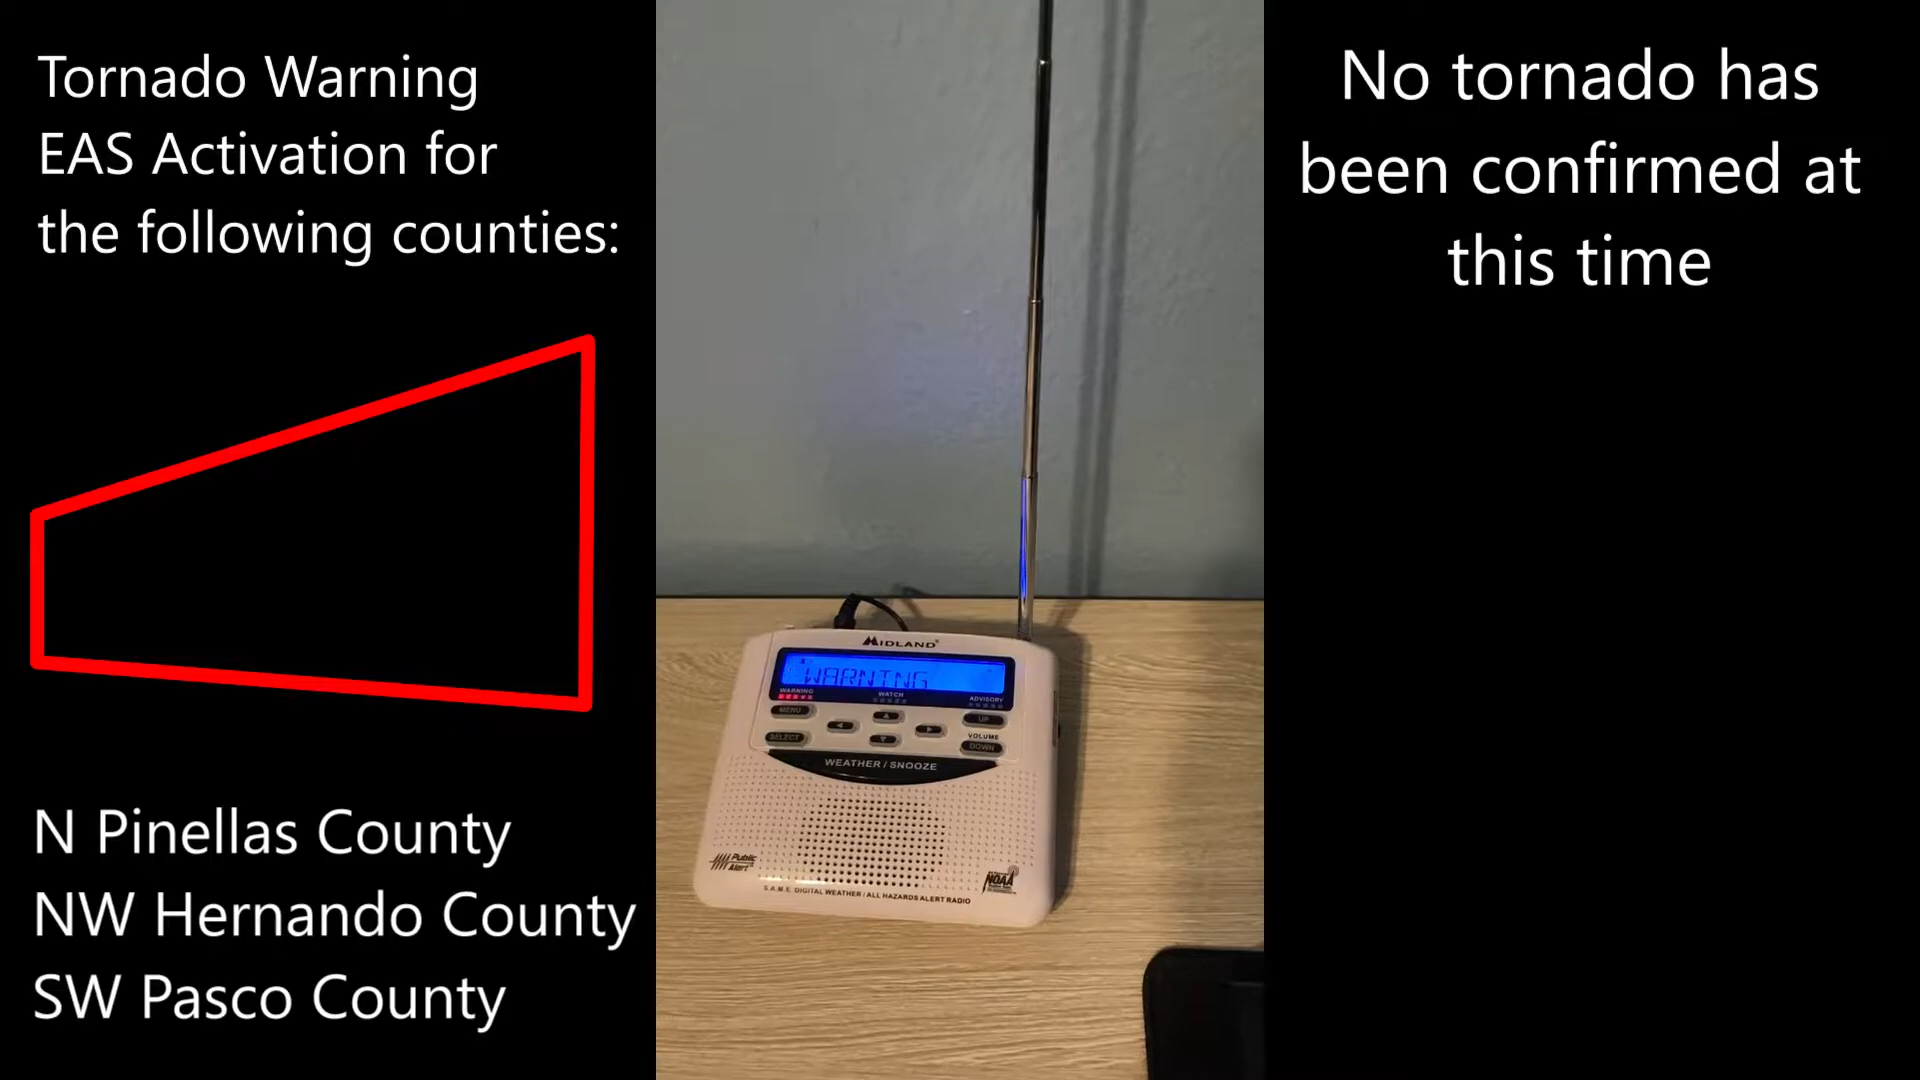 Tornado Warning
EAS Activation for
the following counties:
N Pinellas County
NW Hernando County
SW Pasco County
MIDLAND
WARNING
WARNING
WATCH
ADVISORY
MENU
UP
SELECT
VOLUME
DOWN
WEATHER / SNOOZE
Public
Alert
NOAA
S.A.M.E. DIGITAL WEATHER / ALL HAZARDS ALERT RADIO
No tornado has
been confirmed at
this time